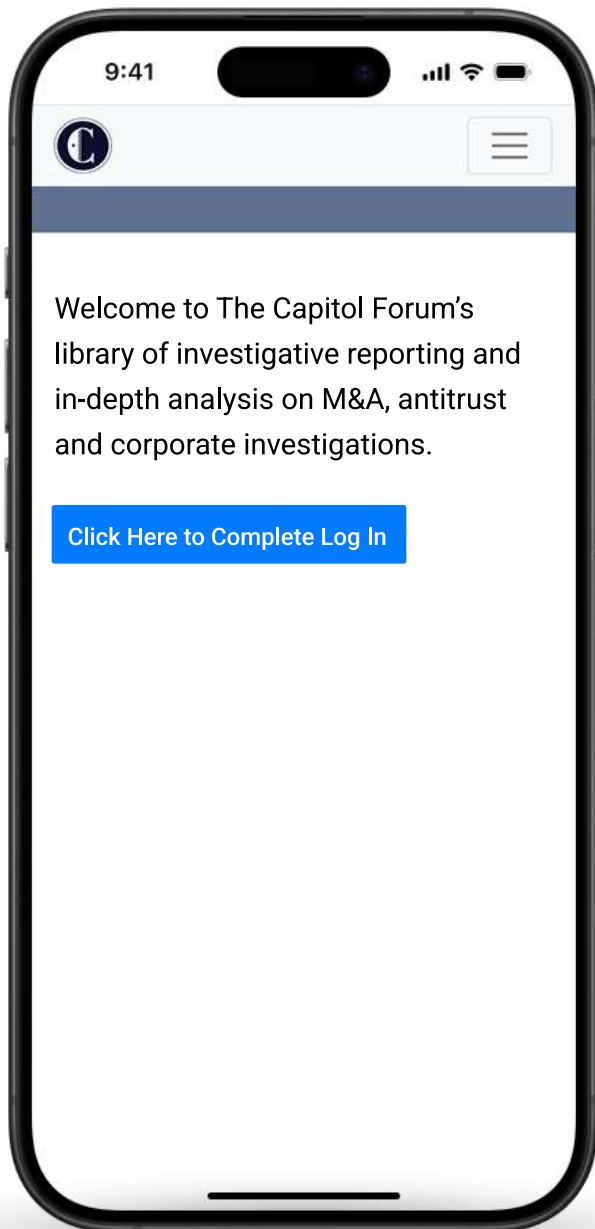 9:41
C
Welcome to The Capitol Forum’s
library of investigative reporting and
in-depth analysis on M&A, antitrust
and corporate investigations.
Click Here to Complete Log In